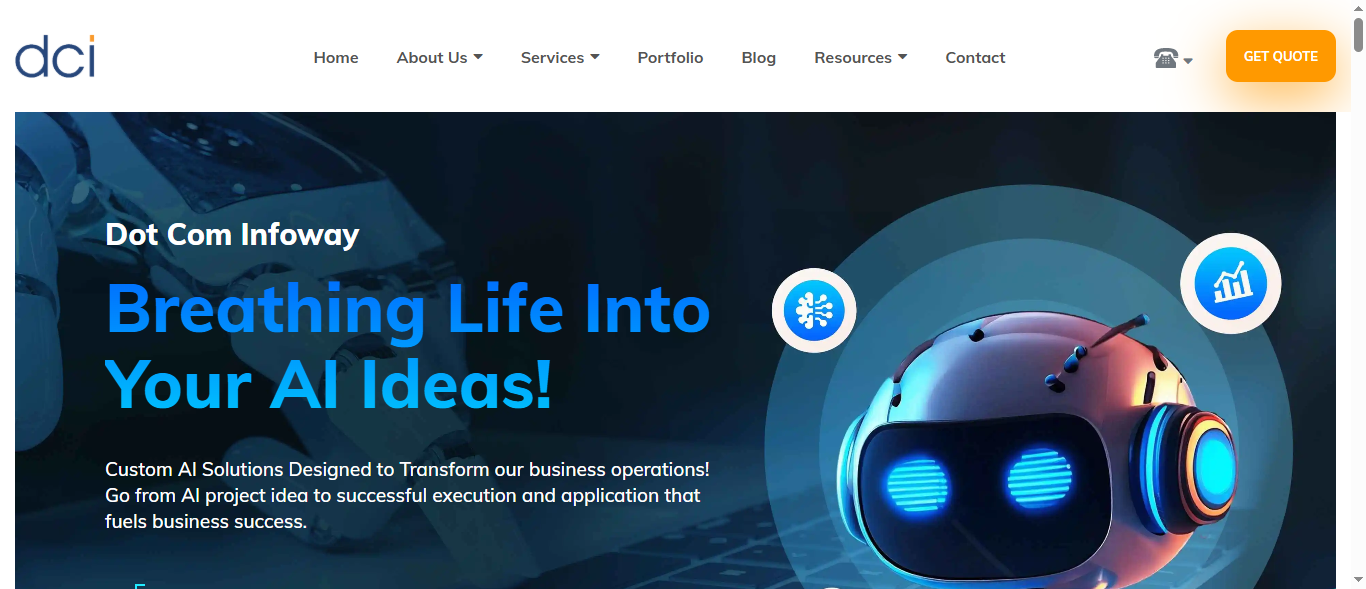 dci
Home About Us Services Portfolio Blog Resources Contact GET QUOTE
Dot Com Infoway
Breathing Life Into
Your AI Ideas!
Custom AI Solutions Designed to Transform our business operations!
Go from AI project idea to successful execution and application that
fuels business success.